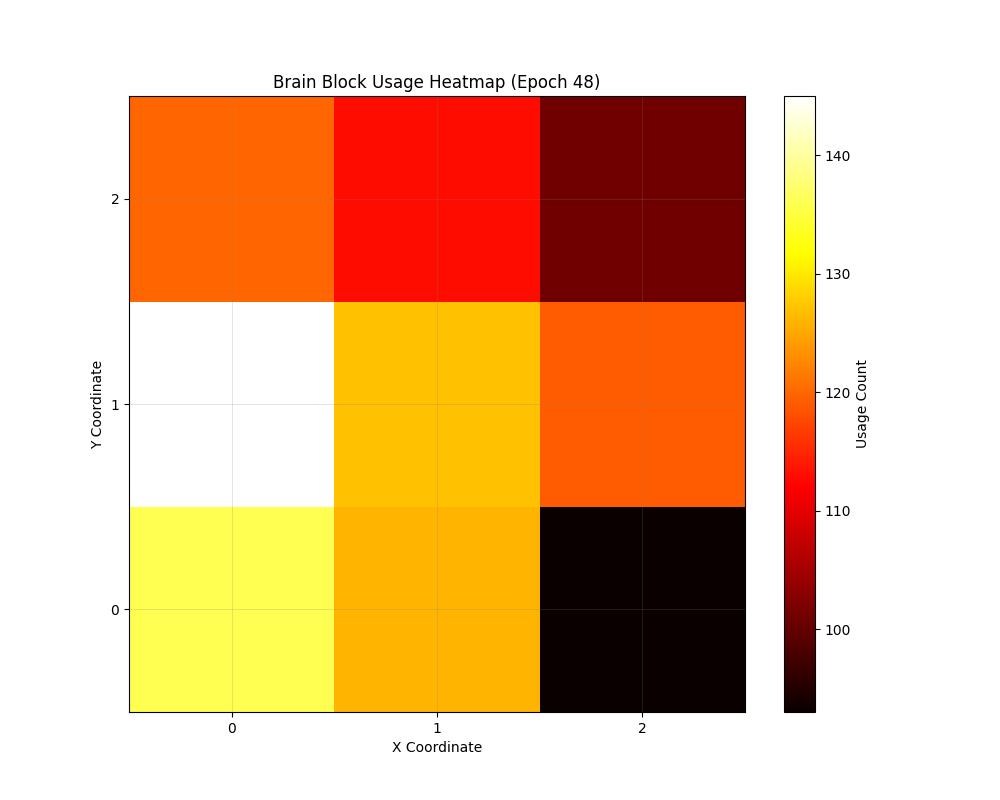 Brain Block Usage Heatmap (Epoch 48)
2
1
0
Y Coordinate
0 1 2
X Coordinate
140
130
120
110
100
Usage Count